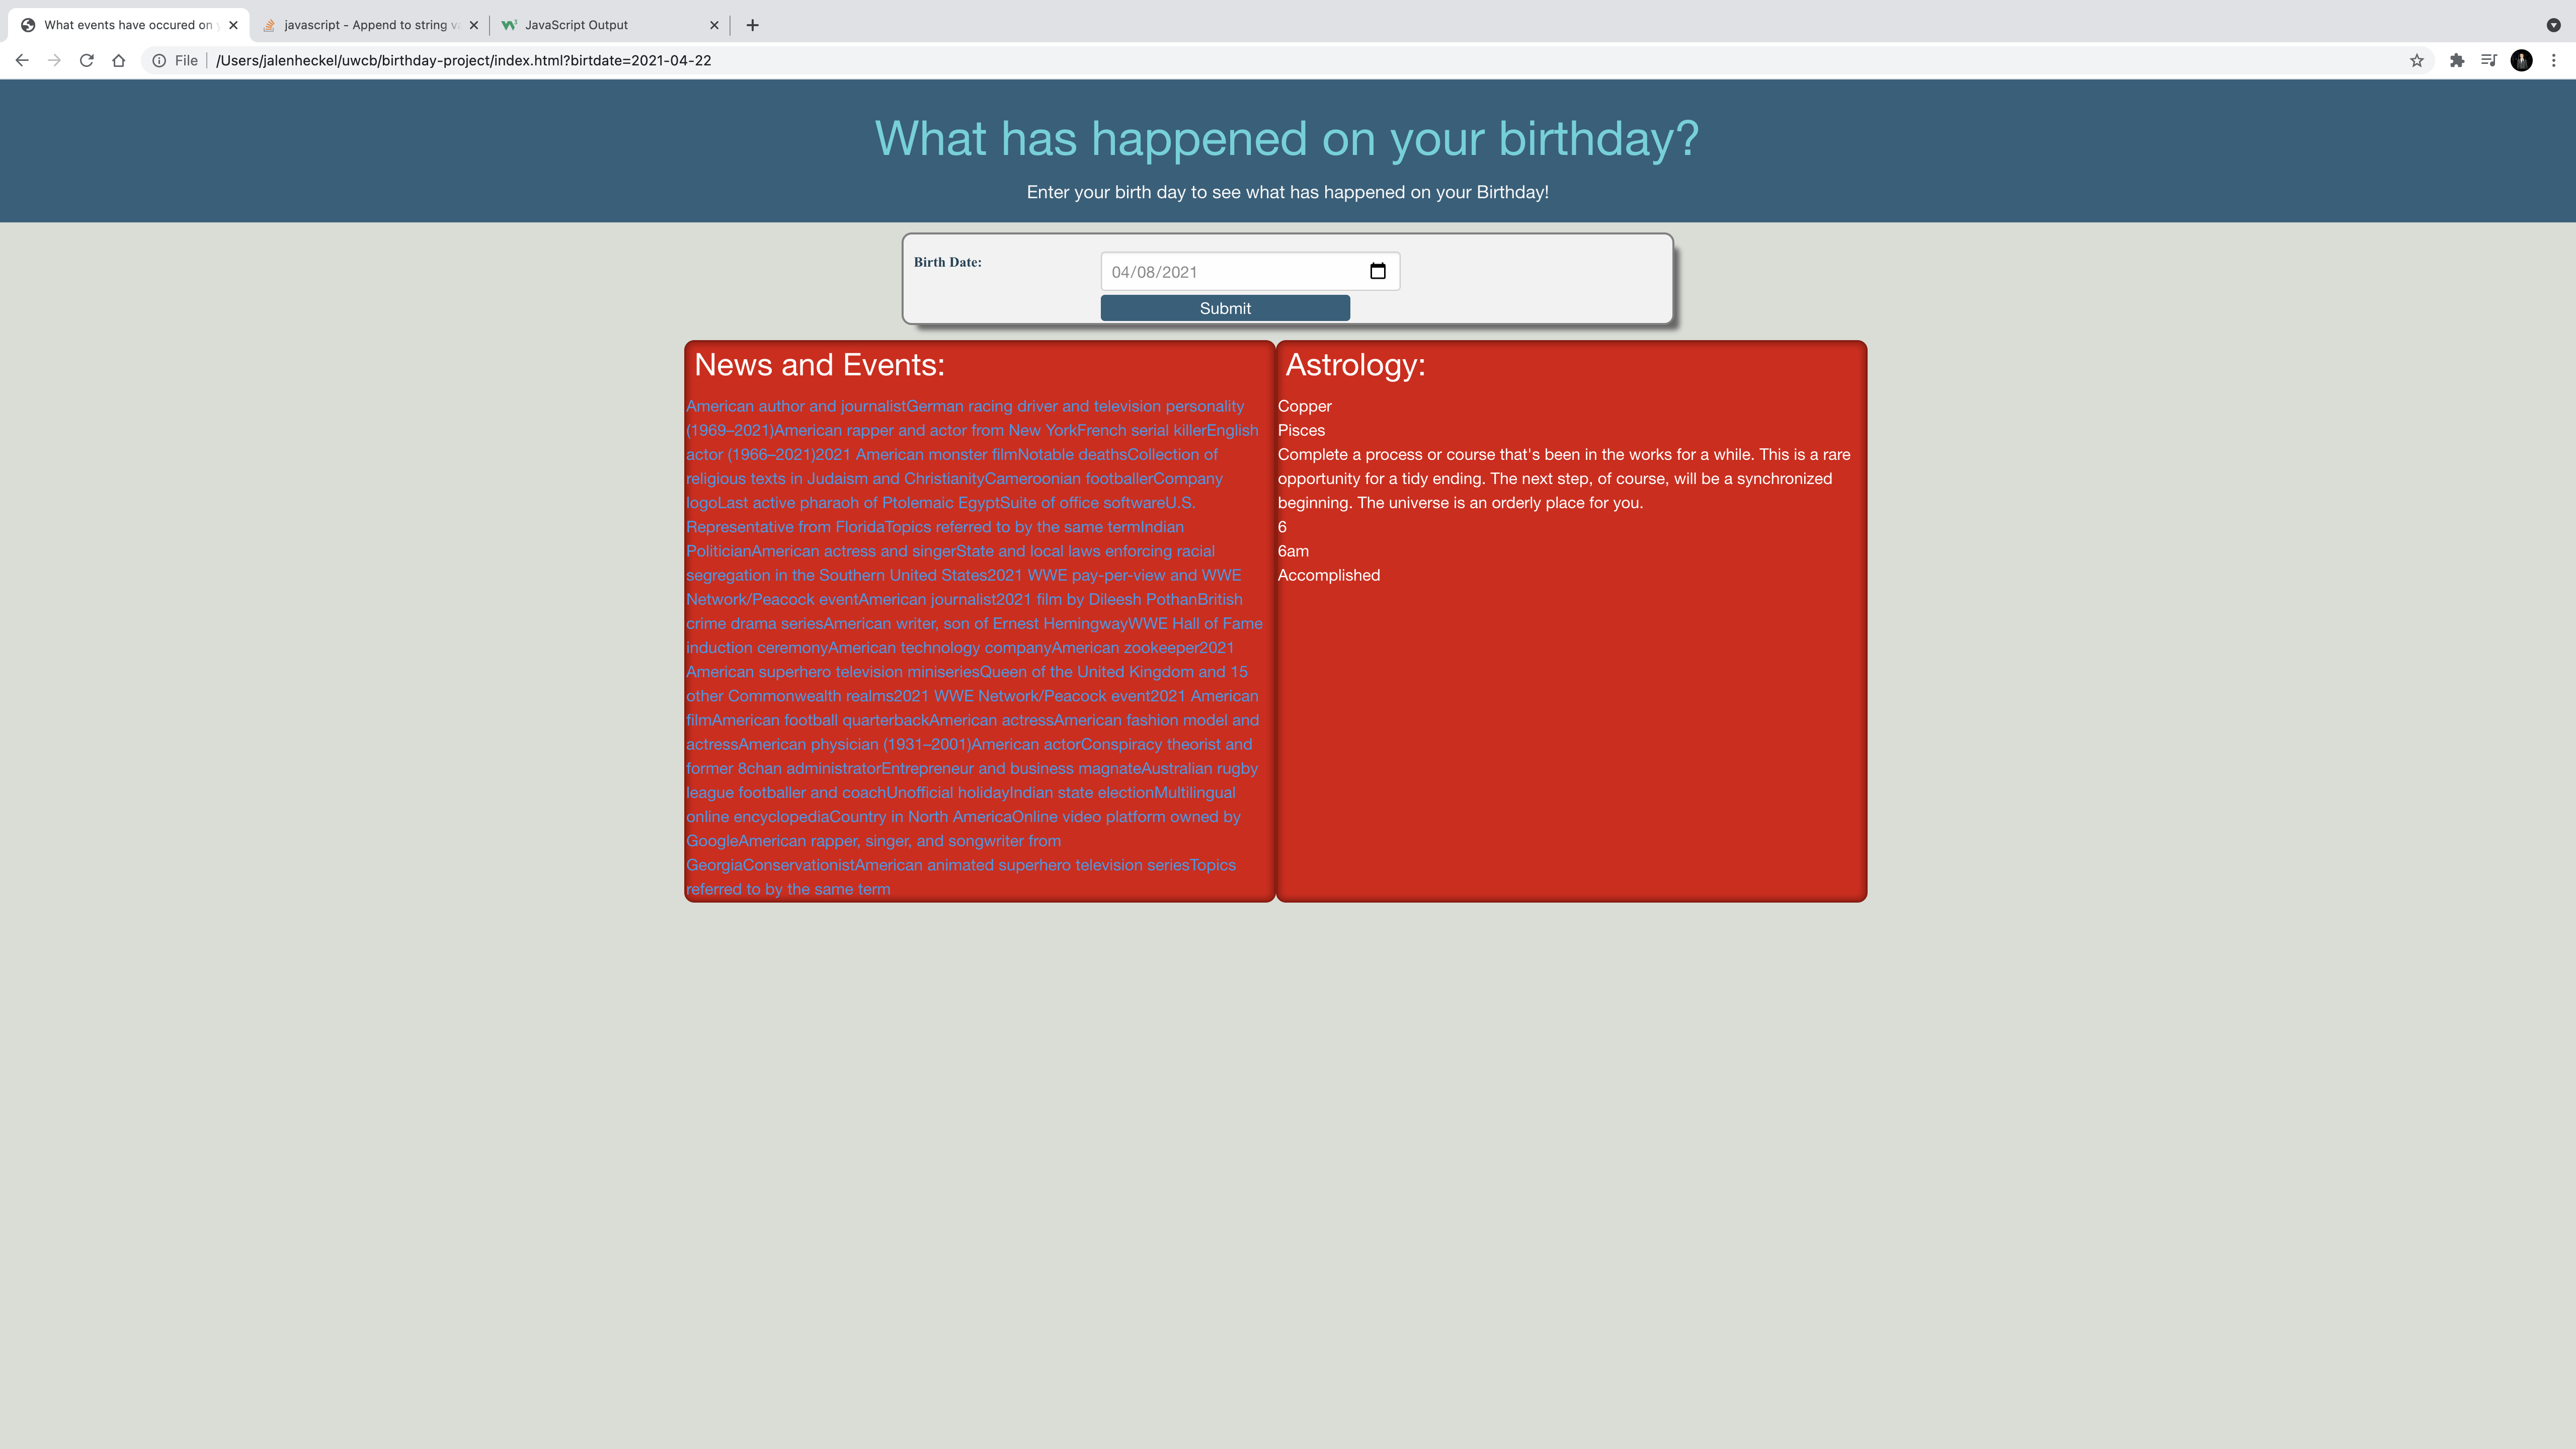 What events have occured on
javascript - Append to string v
JavaScript Output
File
/Users/jalenheckel/uwcb/birthday-project/index.html?birtdate=2021-04-22
What has happened on your birthday?
Enter your birth day to see what has happened on your Birthday!
Birth Date:
04/08/2021
Submit
News and Events:
American author and journalistGerman racing driver and television personality
(1969–2021)American rapper and actor from New YorkFrench serial killerEnglish
actor (1966–2021)2021 American monster filmNotable deathsCollection of
religious texts in Judaism and ChristianityCameroonian footballerCompany
logoLast active pharaoh of Ptolemaic EgyptSuite of office softwareU.S.
Representative from FloridaTopics referred to by the same termIndian
PoliticianAmerican actress and singerState and local laws enforcing racial
segregation in the Southern United States2021 WWE pay-per-view and WWE
Network/Peacock eventAmerican journalist2021 film by Dileesh PothanBritish
crime drama seriesAmerican writer, son of Ernest HemingwayWWE Hall of Fame
induction ceremonyAmerican technology companyAmerican zookeeper2021
American superhero television miniseriesQueen of the United Kingdom and 15
other Commonwealth realms2021 WWE Network/Peacock event2021 American
filmAmerican football quarterbackAmerican actressAmerican fashion model and
actressAmerican physician (1931–2001)American actorConspiracy theorist and
former 8chan administratorEntrepreneur and business magnateAustralian rugby
league footballer and coachUnofficial holidayIndian state electionMultilingual
online encyclopediaCountry in North AmericaOnline video platform owned by
GoogleAmerican rapper, singer, and songwriter from
GeorgiaConservationistAmerican animated superhero television seriesTopics
referred to by the same term
Astrology:
Copper
Pisces
Complete a process or course that's been in the works for a while. This is a rare
opportunity for a tidy ending. The next step, of course, will be a synchronized
beginning. The universe is an orderly place for you.
6
6am
Accomplished